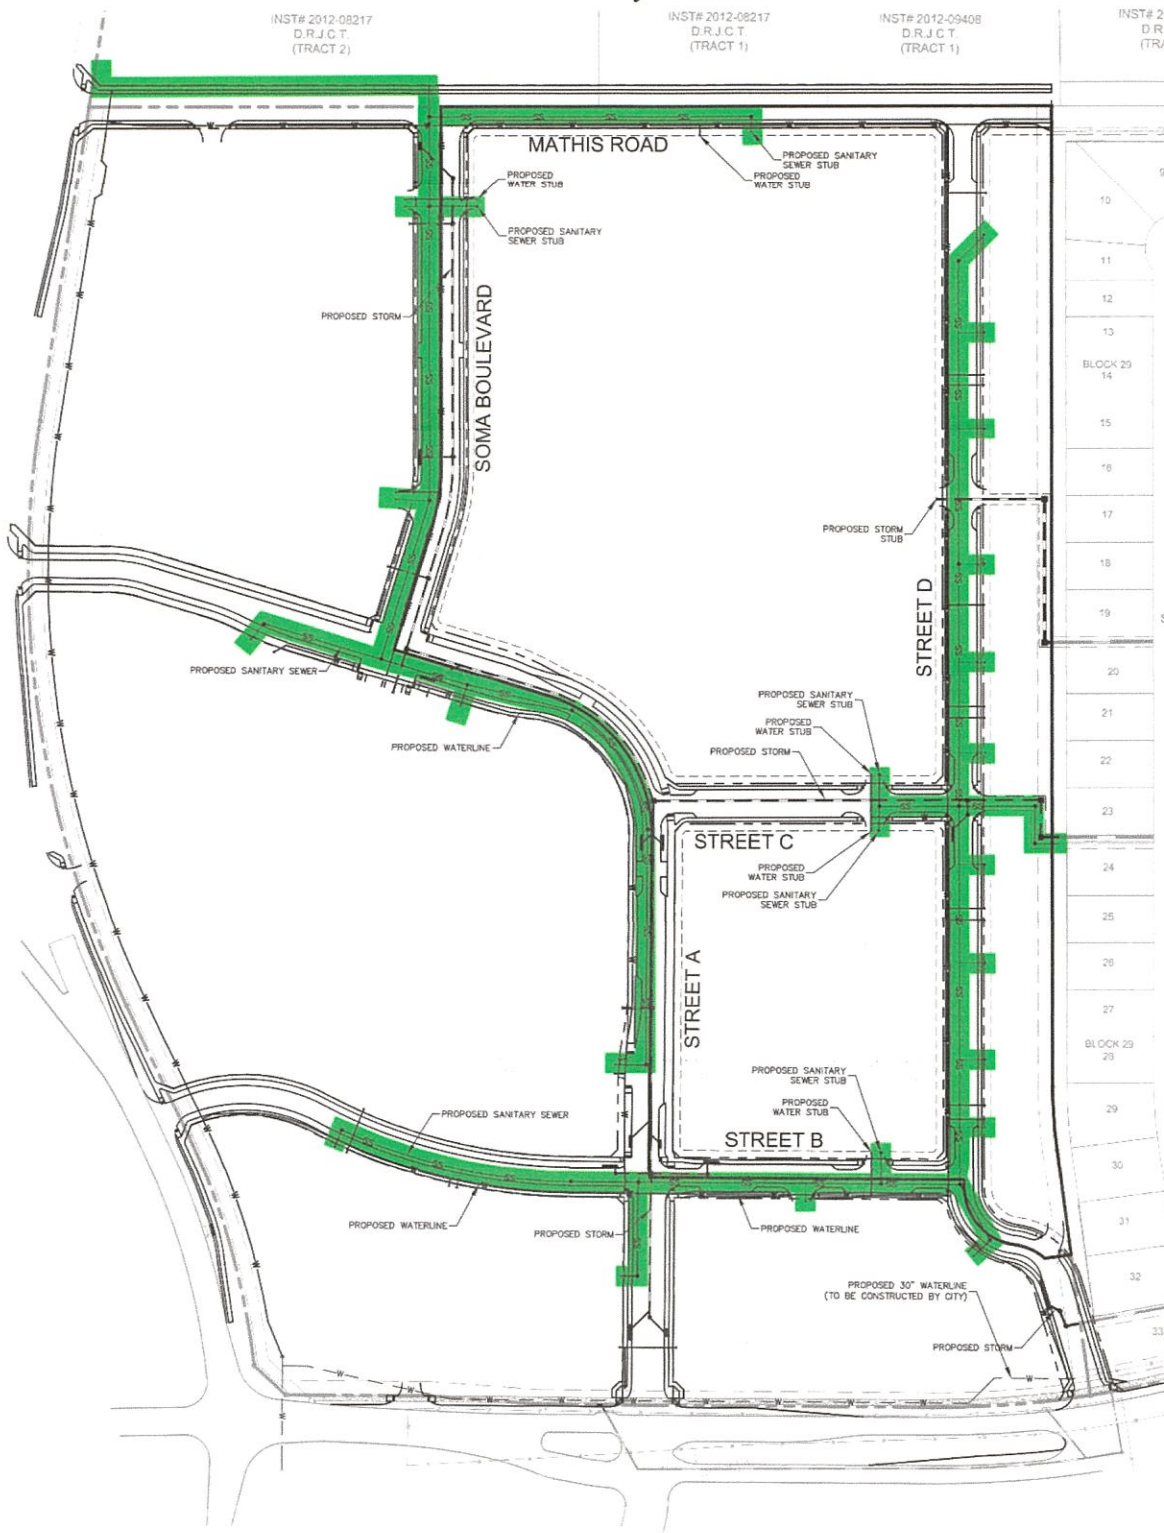 INST# 2012-08217
D.R.J.C.T.
(TRACT 2)
INST# 2012-08217
D.R.J.C.T.
(TRACT 1)
INST# 2012-09408
D.R.J.C.T.
(TRACT 1)
INST# 2
D.R
(TRA
MATHIS ROAD
PROPOSED SANITARY
SEWER STUB
PROPOSED
WATER STUB
PROPOSED
WATER STUB
PROPOSED SANITARY
SEWER STUB
PROPOSED STORM
SOMA BOULEVARD
9
10
11
12
13
BLOCK 29
14
15
16
17
18
19
20
21
22
23
24
25
26
27
BLOCK 29
28
29
30
31
32
33
PROPOSED STORM
STUB
STREET D
PROPOSED SANITARY SEWER
PROPOSED WATERLINE
PROPOSED SANITARY
SEWER STUB
PROPOSED
WATER STUB
PROPOSED STORM
STREET C
PROPOSED
WATER STUB
PROPOSED SANITARY
SEWER STUB
STREET A
PROPOSED SANITARY
SEWER STUB
PROPOSED
WATER STUB
STREET B
PROPOSED SANITARY SEWER
PROPOSED WATERLINE
PROPOSED STORM
PROPOSED WATERLINE
PROPOSED 30" WATERLINE
(TO BE CONSTRUCTED BY CITY)
PROPOSED STORM